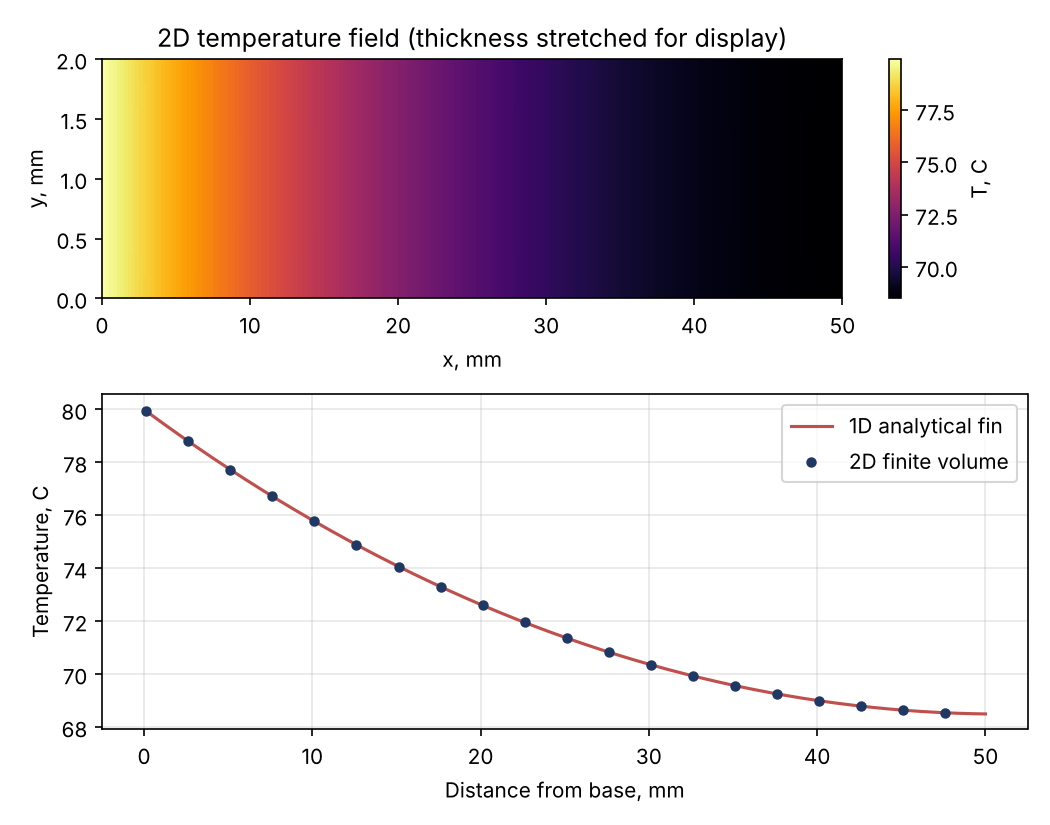 2D temperature field (thickness stretched for display)
2.0
1.5
1.0
0.5
0.0
y, mm
0 10 20 30 40 50
x, mm
77.5
75.0
72.5
70.0
T, C
80
78
76
74
72
70
68
Temperature, C
1D analytical fin
2D finite volume
0 10 20 30 40 50
Distance from base, mm